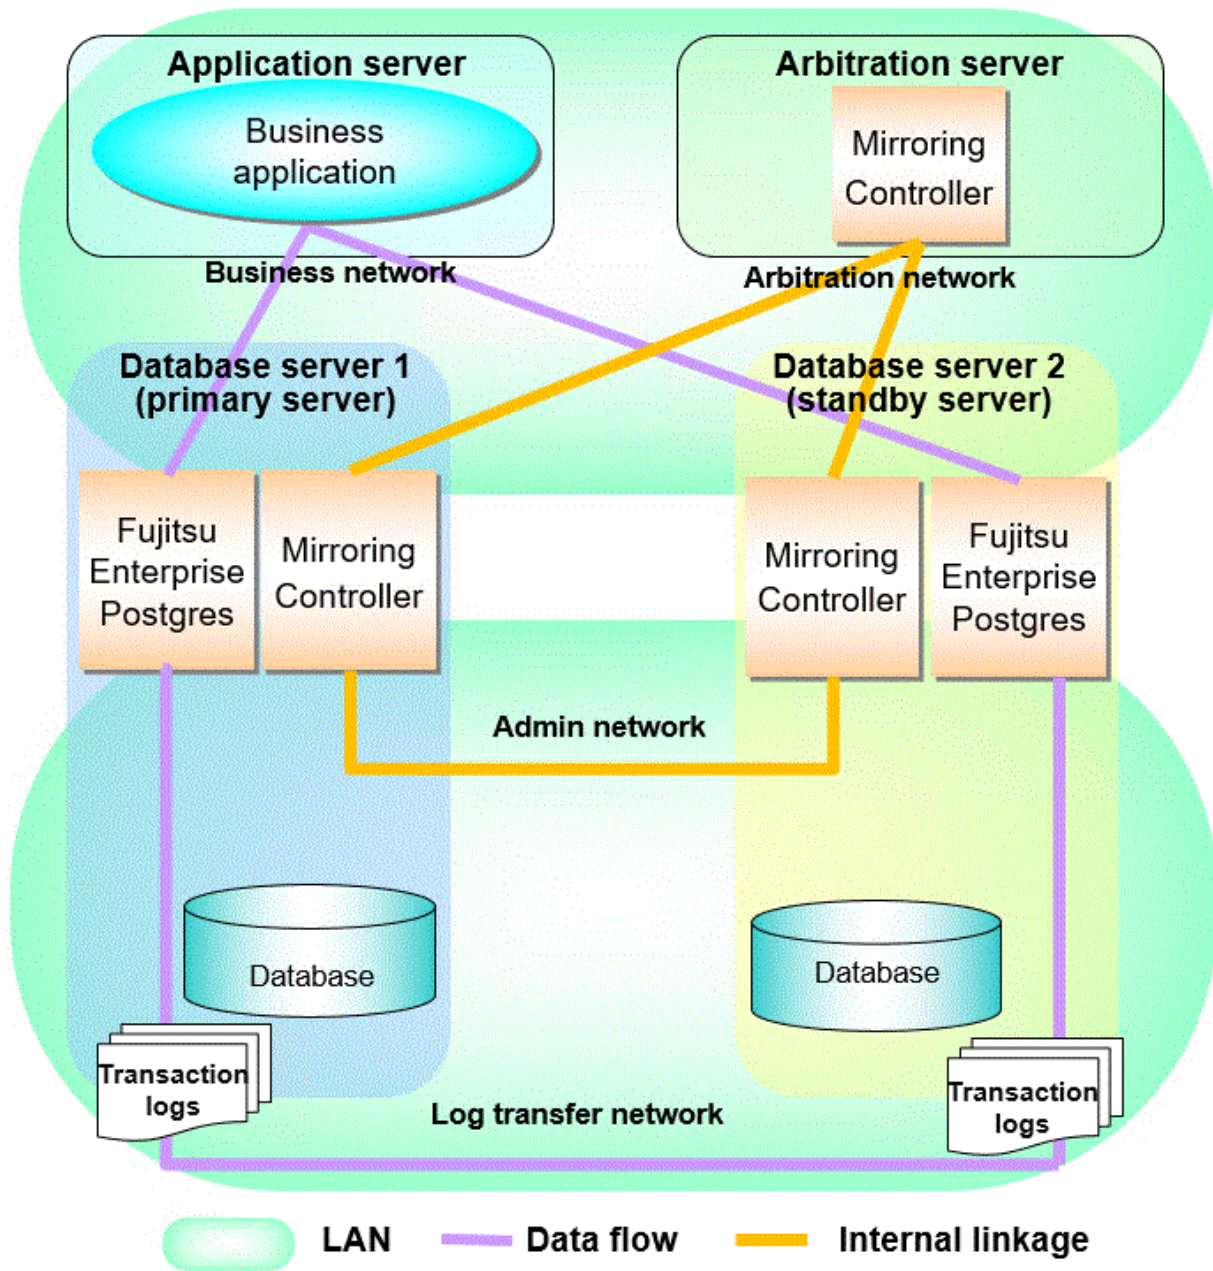 Application server
Arbitration server
Business
application
Mirroring
Controller
Business network
Arbitration network
Database server 1
(primary server)
Database server 2
(standby server)
Fujitsu
Enterprise
Postgres
Mirroring
Controller
Mirroring
Controller
Fujitsu
Enterprise
Postgres
Admin network
Database
Database
Transaction
logs
Transaction
logs
Log transfer network
LAN
Data flow
Internal linkage